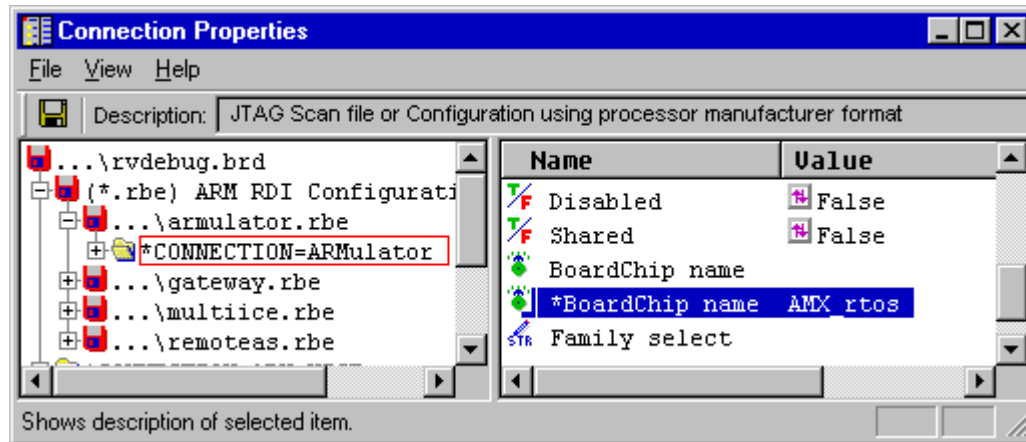 Connection Properties
File View Help
Description: JTAG Scan file or Configuration using processor manufacturer format
...\rvdebug.brd
(*.rbe) ARM RDI Configurati
...\armulator.rbe
*CONNECTION=ARMulator
...\gateway.rbe
...\multiice.rbe
...\remoteas.rbe
Name Value
T/F Disabled False
T/F Shared False
BoardChip name
*BoardChip name AMX_rtos
STR Family select
Shows description of selected item.